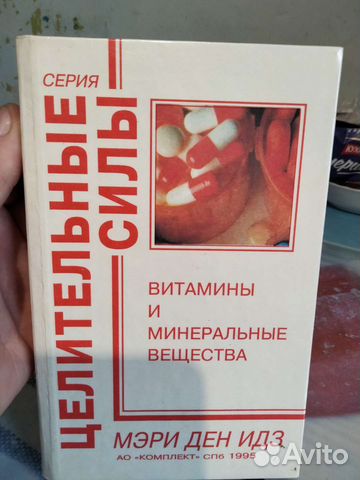 СЕРИЯ
ЦЕЛИТЕЛЬНЫЕ
СИЛЫ
ВИТАМИНЫ
И
МИНЕРАЛЬНЫЕ
ВЕЩЕСТВА
МЭРИ ДЕН ИДЗ
АО «КОМПЛЕКТ» СПб 1995
Avito